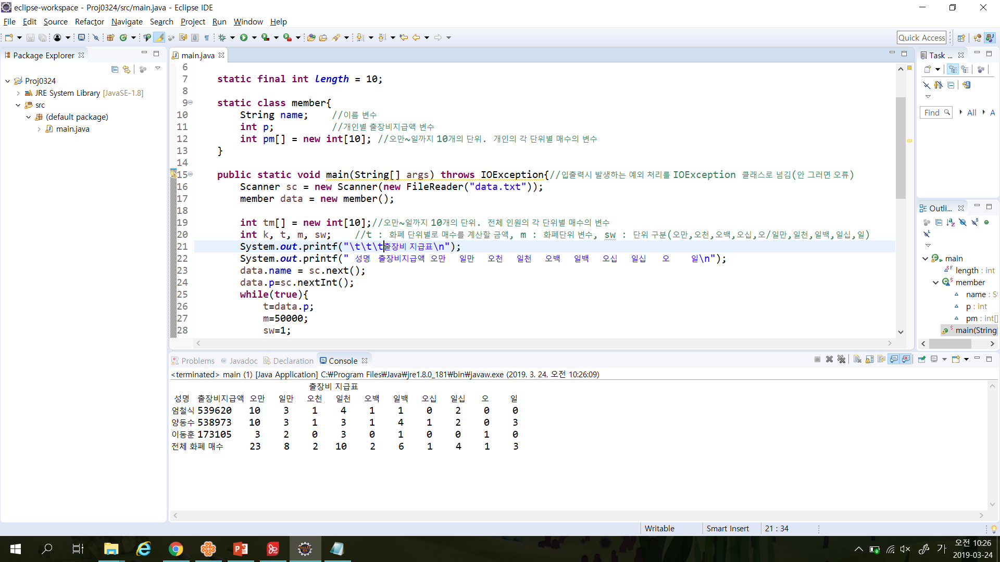 eclipse-workspace - Proj0324/src/main.java - Eclipse IDE
File Edit Source Refactor Navigate Search Project Run Window Help
Quick Access
Package Explorer
Proj0324
JRE System Library [JavaSE-1.8]
src
(default package)
main.java
main.java
6
7 static final int length = 10;
8
9 static class member{
10 String name; //이름 변수
11 int p; //개인별 출장비지급액 변수
12 int pm[] = new int[10]; //오만~일까지 10개의 단위. 개인의 각 단위별 매수의 변수
13 }
14
15 public static void main(String[] args) throws IOException{//입출력시 발생하는 예외 처리를 IOException 클래스로 넘김(안 그러면 오류)
16 Scanner sc = new Scanner(new FileReader("data.txt"));
17 member data = new member();
18
19 int tm[] = new int[10];//오만~일까지 10개의 단위. 전체 인원의 각 단위별 매수의 변수
20 int k, t, m, sw; //t : 화폐 단위별로 매수를 계산할 금액, m : 화폐단위 변수, sw : 단위 구분(오만,오천,오백,오십,오/일만,일천,일백,일십,일)
21 System.out.printf("\t\t\t출장비 지급표\n");
22 System.out.printf(" 성명 출장비지급액 오만 일만 오천 일천 오백 일백 오십 일십 오 일\n");
23 data.name = sc.next();
24 data.p=sc.nextInt();
25 while(true){
26 t=data.p;
27 m=50000;
28 sw=1;
Task ...
Find All A
Outli...
main
length : int
member
name : S
p : int
pm : int[]
main(String
Problems Javadoc Declaration Console
<terminated> main (1) [Java Application] C:₩Program Files₩Java₩jre1.8.0_181₩bin₩javaw.exe (2019. 3. 24. 오전 10:26:09)
출장비 지급표
성명 출장비지급액 오만 일만 오천 일천 오백 일백 오십 일십 오 일
엄철식 539620 10 3 1 4 1 1 0 2 0 0
양동수 538973 10 3 1 3 1 4 1 2 0 3
이동훈 173105 3 2 0 3 0 1 0 0 1 0
전체 화폐 매수 23 8 2 10 2 6 1 4 1 3
Writable Smart Insert 21 : 34
가
오전 10:26
2019-03-24